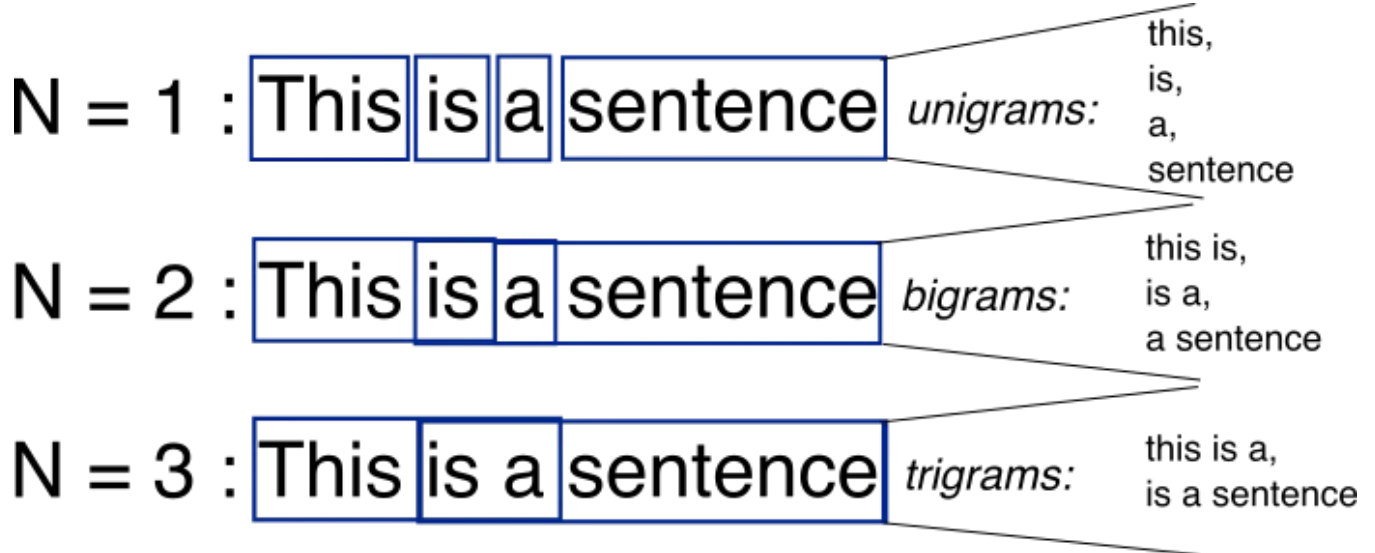 N = 1 : This is a sentence unigrams:
this,
is,
a,
sentence
N = 2 : This is a sentence bigrams:
this is,
is a,
a sentence
N = 3 : This is a sentence trigrams:
this is a,
is a sentence